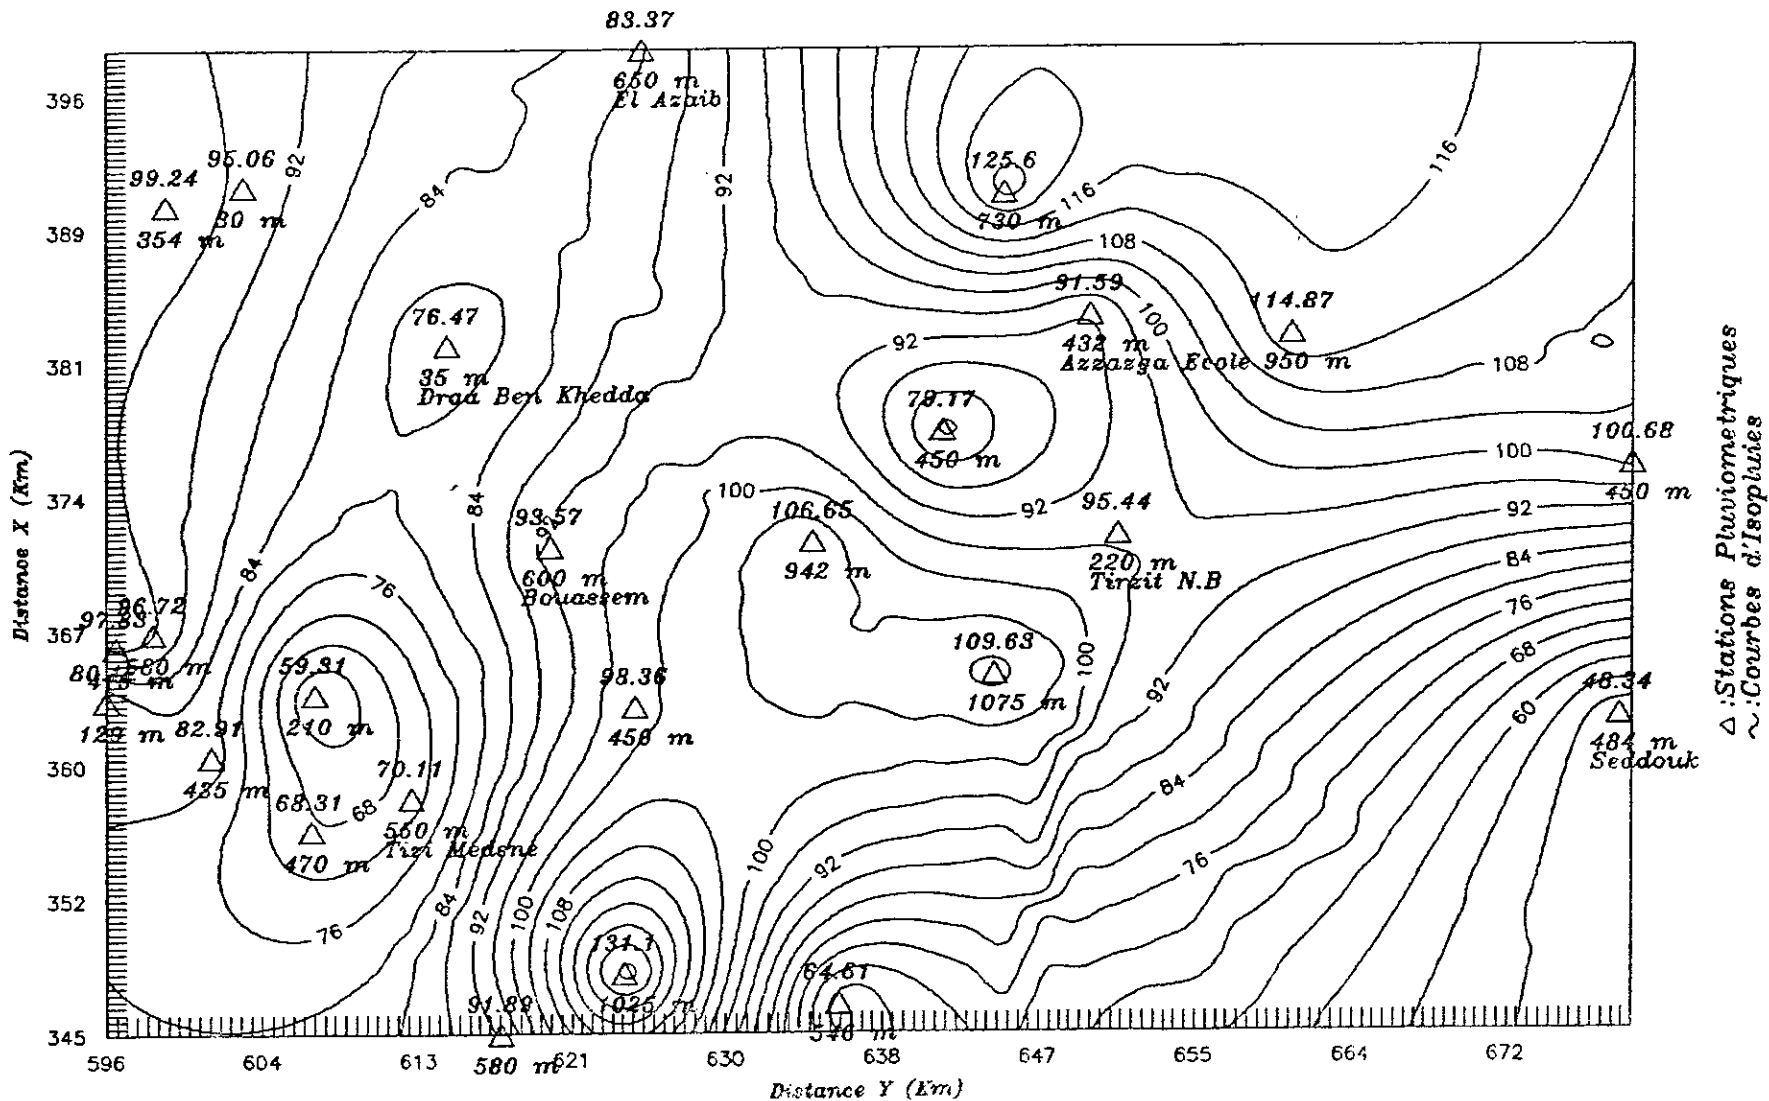 83.37
650 m
El Azaib
396
95.06
92
99.24
80 m
354 m
84
92
125.6
116
730 m
116
389
108
91.59
114.87
100
76.47
92
432 m
Azzazga Ecole
950 m
381
35 m
Draa Ben Khedda
108
79.17
450 m
100.68
100
450 m
374
84
93.57
92
100
106.65
92
95.44
92
600 m
Bouassem
942 m
220 m
Tirzit N.B
84
84
76
76
367
580 m
109.63
100
68
59.31
98.36
1075 m
92
48.34
210 m
456 m
60
82.91
484 m
Seddouk
360
435 m
70.11
84
68.31
68
550 m
Tizi Medene
470 m
100
92
76
352
84
92
100
108
76
131.1
64.61
1025 m
91.89
540 m
345
580 m
596
604
613
621
630
638
647
655
664
672
Distance Y (Km)
Distance X (Km)
△ :Stations Pluviometriques
~ :Courbes d'Isopluies